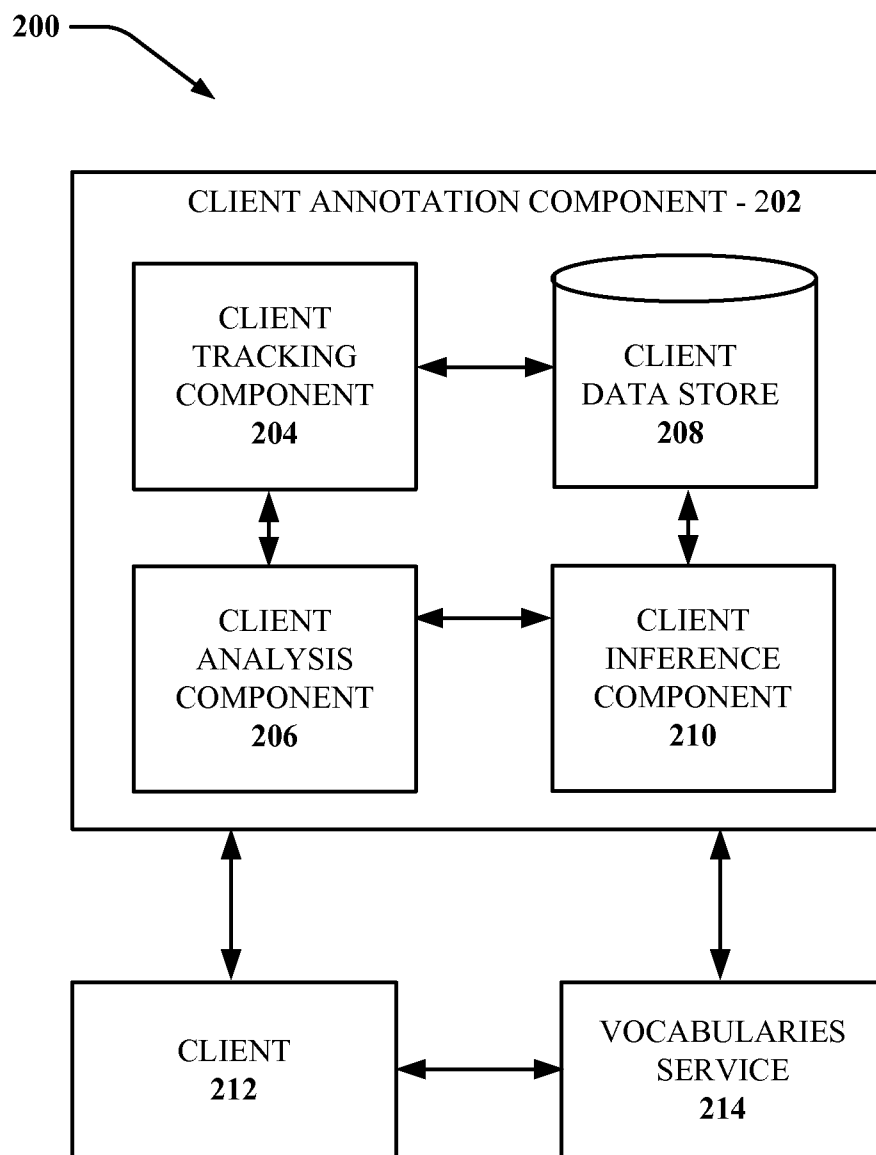 200
CLIENT ANNOTATION COMPONENT - 202
CLIENT
TRACKING
COMPONENT
204
CLIENT
DATA STORE
208
CLIENT
ANALYSIS
COMPONENT
206
CLIENT
INFERENCE
COMPONENT
210
CLIENT
212
VOCABULARIES
SERVICE
214